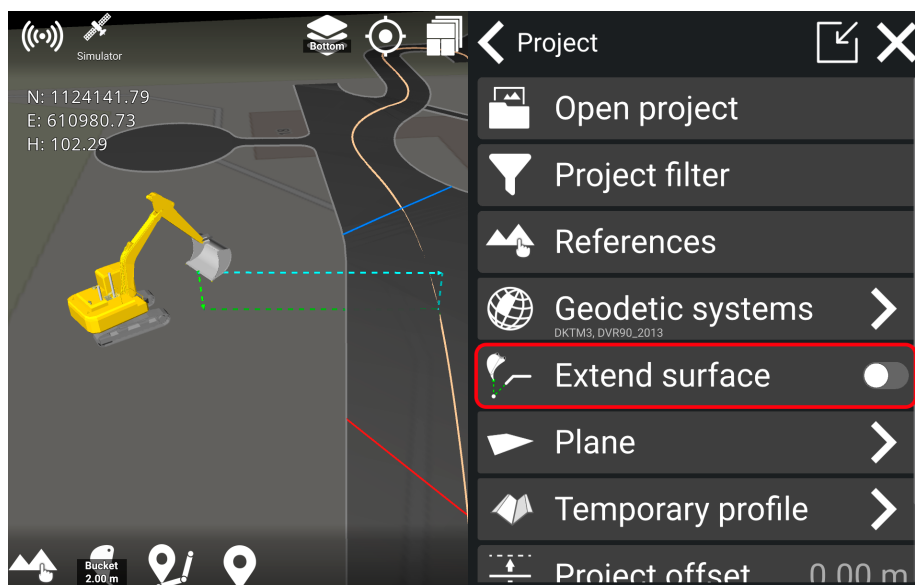 Simulator
Bottom
N: 1124141.79
E: 610980.73
H: 102.29
Bucket
2.00 m
Project
Open project
Project filter
References
Geodetic systems
DKTM3, DVR90_2013
Extend surface
Plane
Temporary profile
Project offset 0.00 m